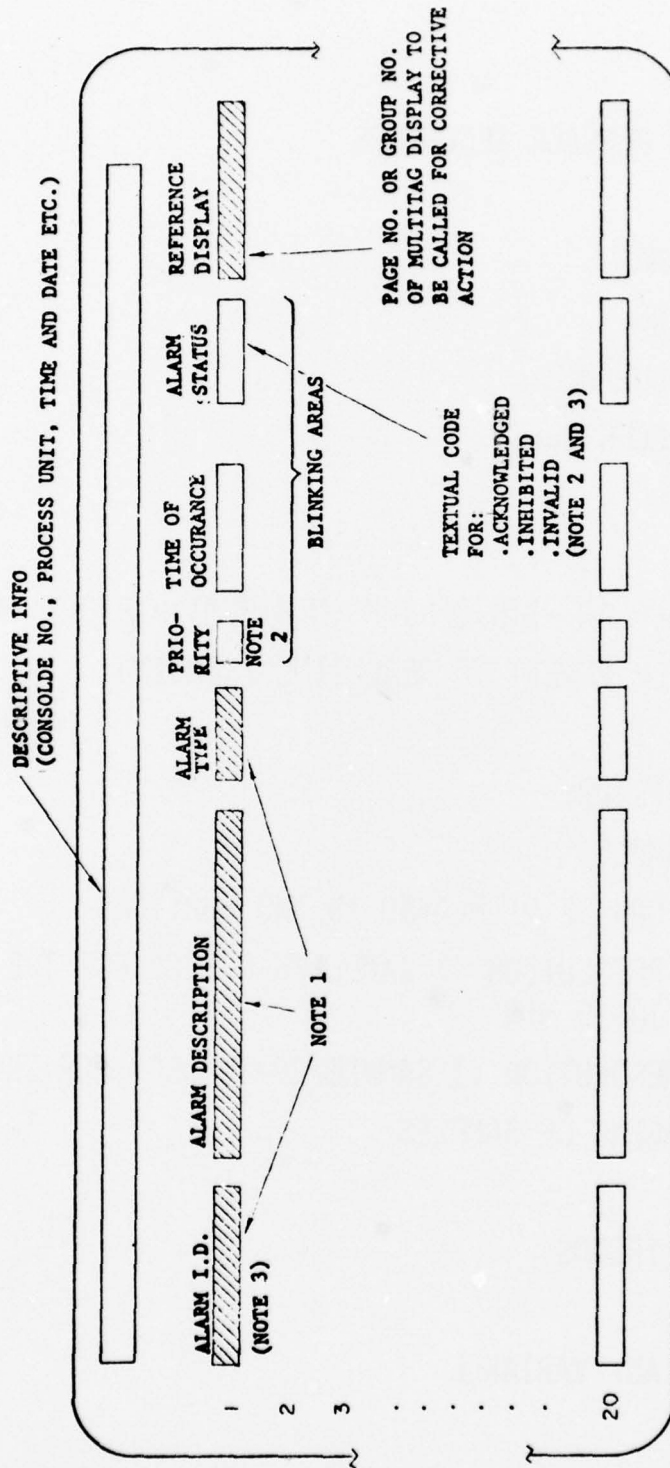 DESCRIPTIVE INFO
(CONSOLDE NO., PROCESS UNIT, TIME AND DATE ETC.)
ALARM I.D.
(NOTE 3)
ALARM DESCRIPTION
ALARM
TYPE
PRIO-
RITY
NOTE
2
TIME OF
OCCURANCE
ALARM
STATUS
REFERENCE
DISPLAY
NOTE 1
BLINKING AREAS
1
2
3
.
.
.
.
.
.
20
TEXTUAL CODE
FOR:
.ACKNOWLEDGED
.INHIBITED
.INVALID
(NOTE 2 AND 3)
PAGE NO. OR GROUP NO.
OF MULTITAG DISPLAY TO
BE CALLED FOR CORRECTIVE
ACTION